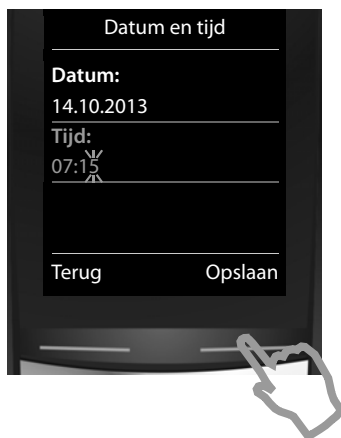 Datum en tijd
Datum:
14.10.2013
Tijd:
07:15
Terug Opslaan